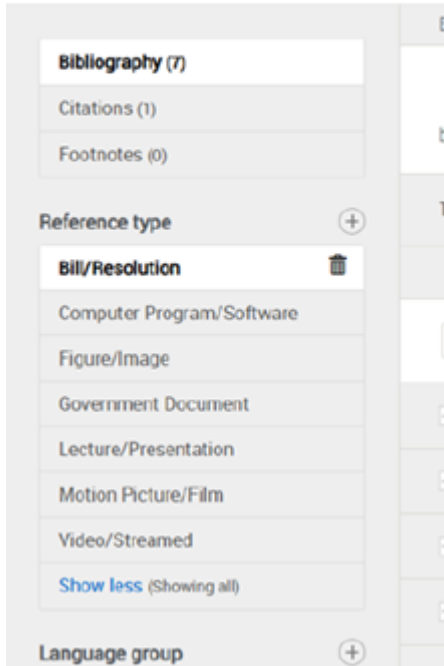 Bibliography (7)
Citations (1)
Footnotes (0)
Reference type
Bill/Resolution
Computer Program/Software
Figure/Image
Government Document
Lecture/Presentation
Motion Picture/Film
Video/Streamed
Show less (Showing all)
Language group